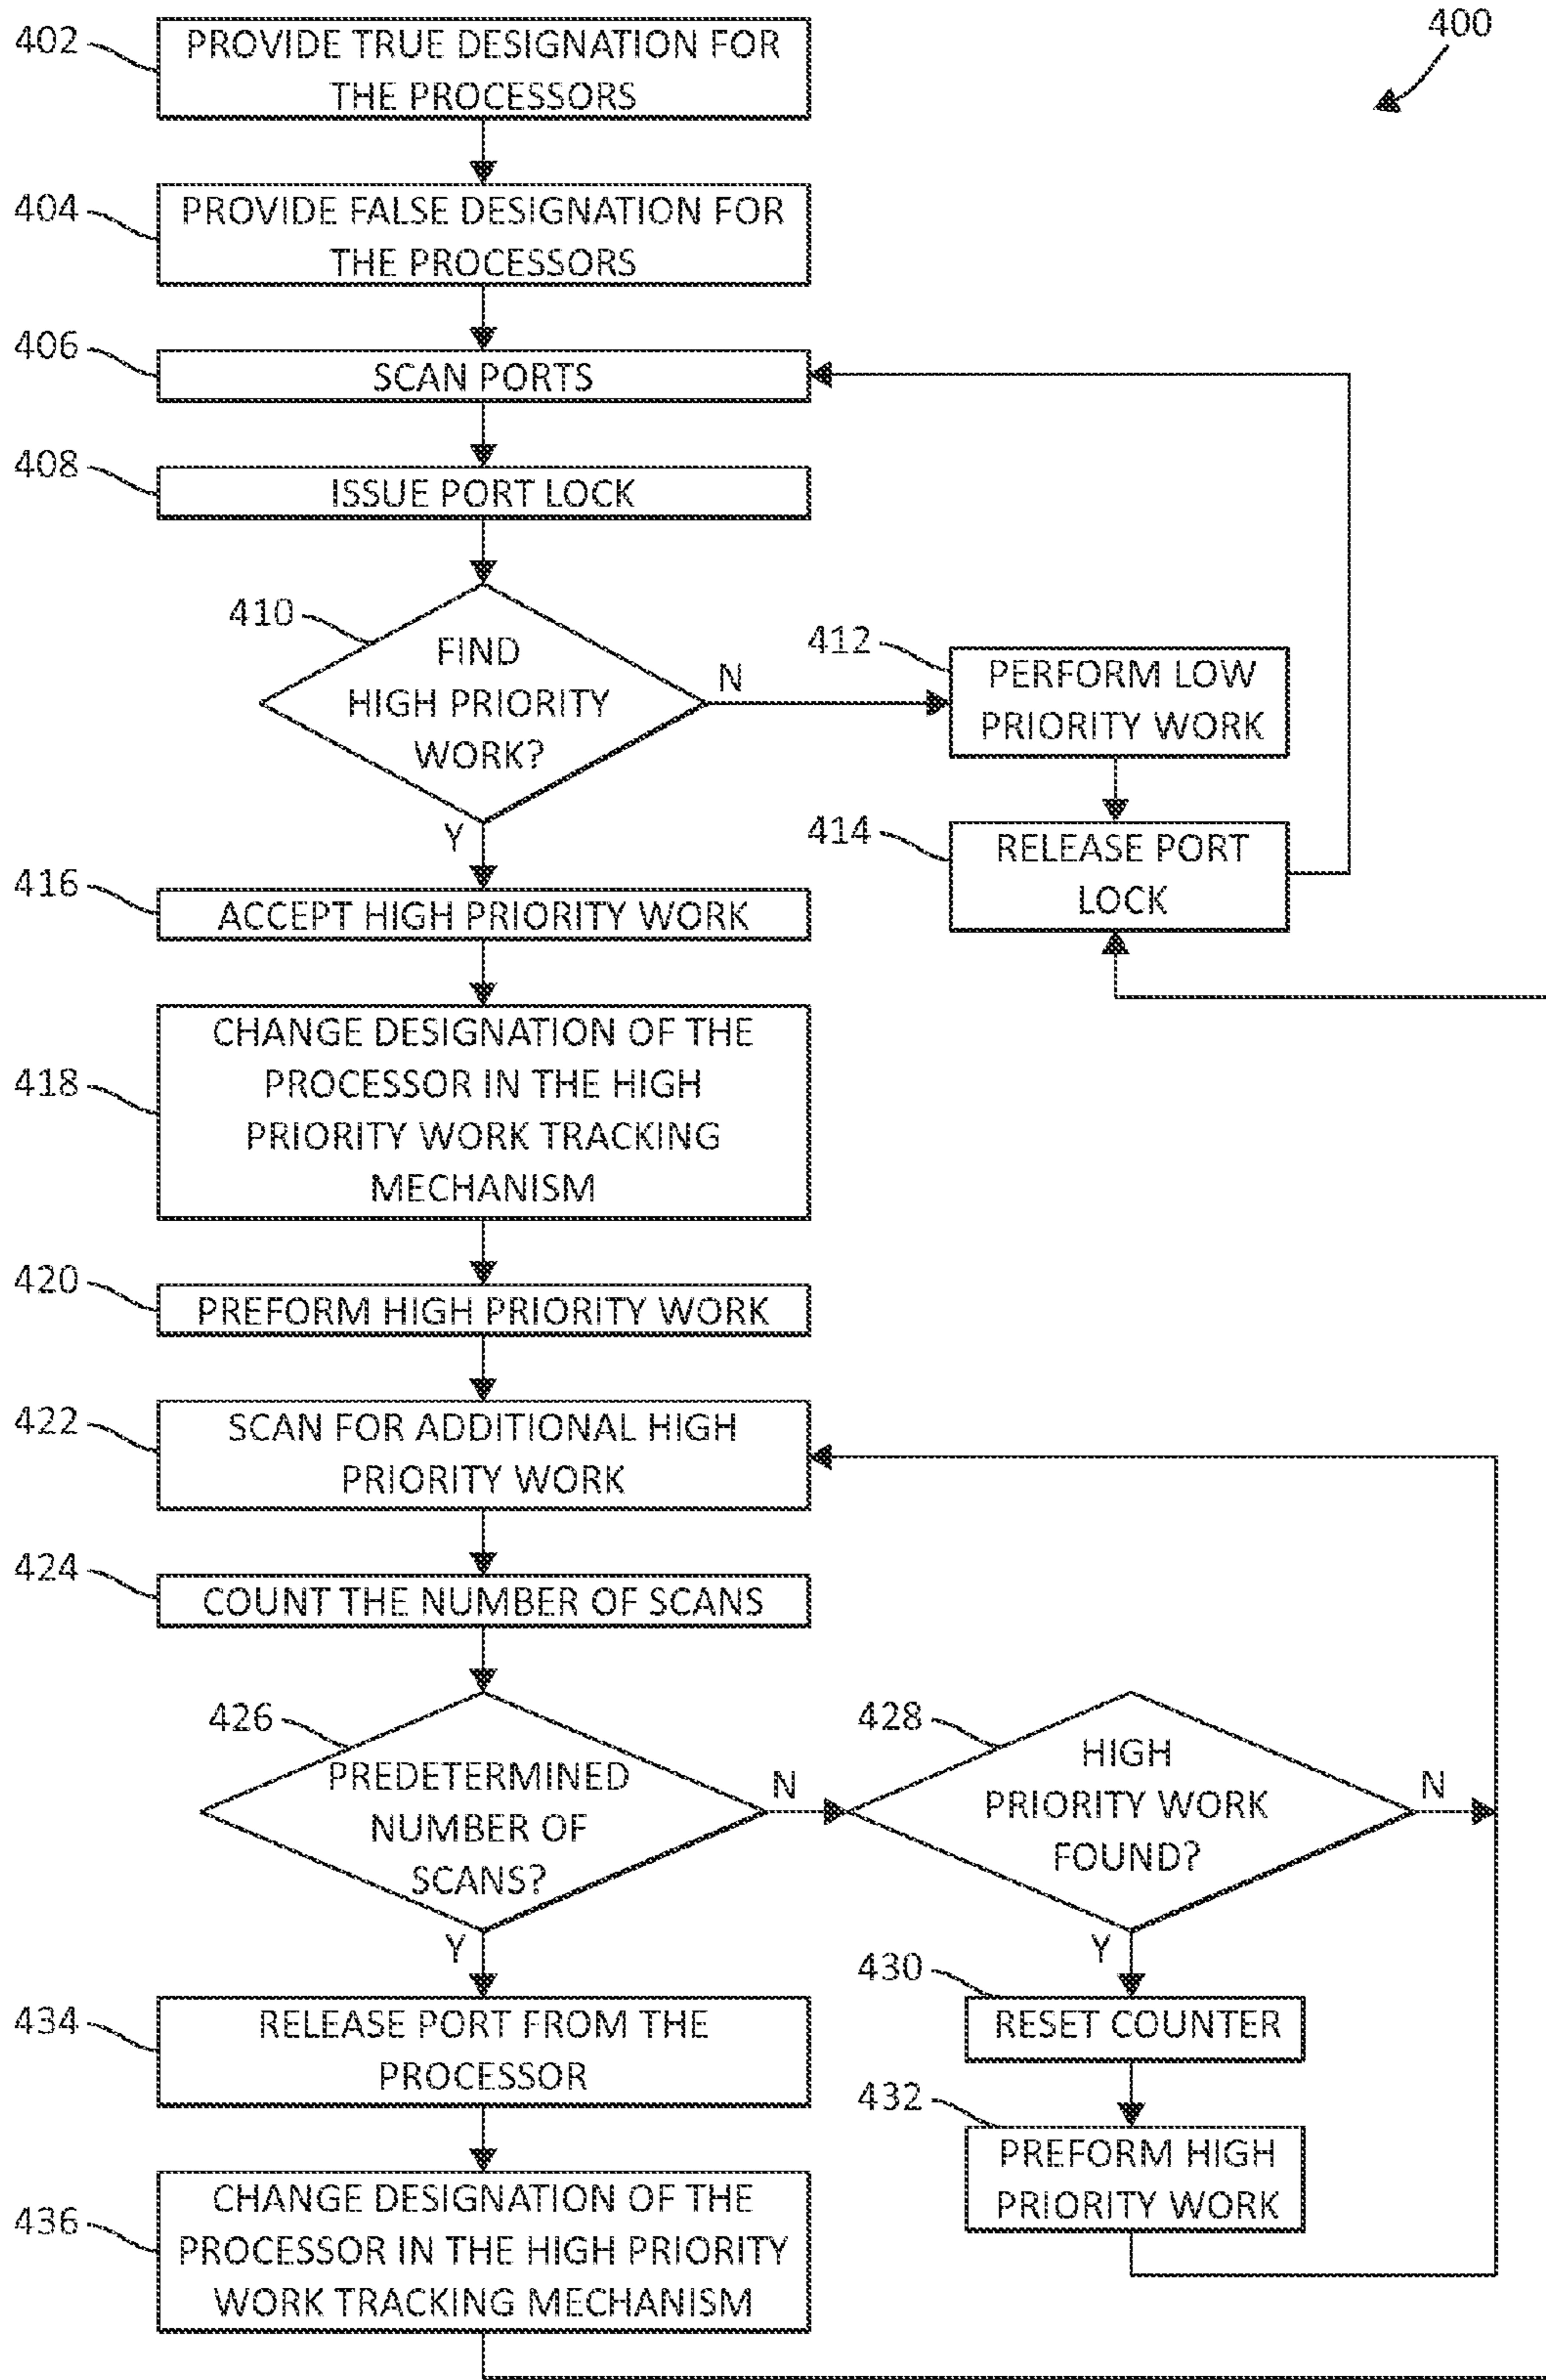 400
402
PROVIDE TRUE DESIGNATION FOR
THE PROCESSORS
404
PROVIDE FALSE DESIGNATION FOR
THE PROCESSORS
406
SCAN PORTS
408
ISSUE PORT LOCK
410
FIND
HIGH PRIORITY
WORK?
N
Y
412
PERFORM LOW
PRIORITY WORK
414
RELEASE PORT
LOCK
416
ACCEPT HIGH PRIORITY WORK
418
CHANGE DESIGNATION OF THE
PROCESSOR IN THE HIGH
PRIORITY WORK TRACKING
MECHANISM
420
PREFORM HIGH PRIORITY WORK
422
SCAN FOR ADDITIONAL HIGH
PRIORITY WORK
424
COUNT THE NUMBER OF SCANS
426
PREDETERMINED
NUMBER OF
SCANS?
N
Y
428
HIGH
PRIORITY WORK
FOUND?
N
Y
430
RESET COUNTER
432
PREFORM HIGH
PRIORITY WORK
434
RELEASE PORT FROM THE
PROCESSOR
436
CHANGE DESIGNATION OF THE
PROCESSOR IN THE HIGH PRIORITY
WORK TRACKING MECHANISM